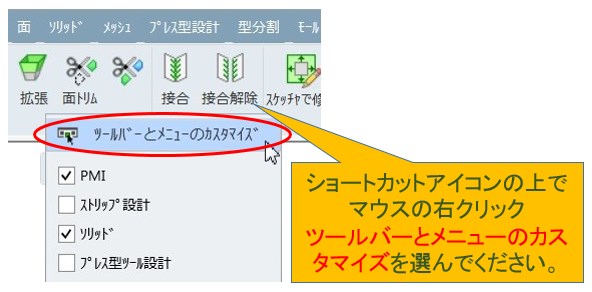 面 ｿﾘｯﾄﾞ ﾒｯｼｭ ﾌﾟﾚｽ型設計 型分割 ﾓｰﾙ
拡張 面ﾄﾘﾑ 接合 接合解除 ｽｹｯﾁｬで修
ﾂｰﾙﾊﾞｰとﾒﾆｭｰのｶｽﾀﾏｲｽﾞ
PMI
ｽﾄﾘｯﾌﾟ設計
ｿﾘｯﾄﾞ
ﾌﾟﾚｽ型ﾂｰﾙ設計
ショートカットアイコンの上で
マウスの右クリック
ツールバーとメニューのカス
タマイズを選んでください。